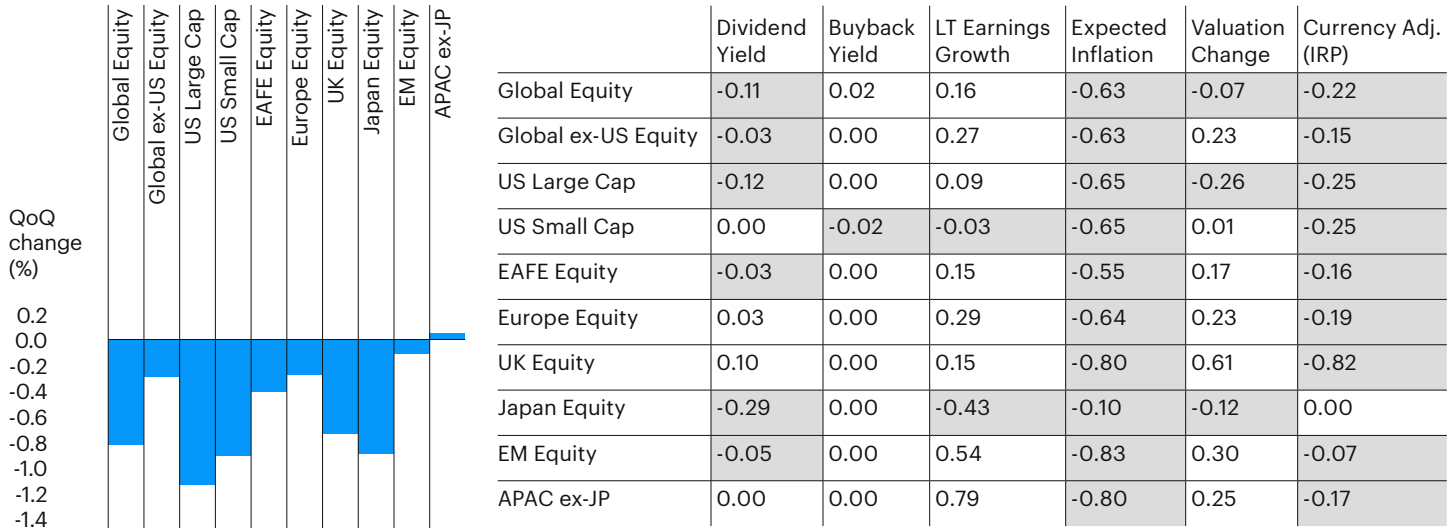 Global Equity
Global ex-US Equity
US Large Cap
US Small Cap
EAFE Equity
Europe Equity
UK Equity
Japan Equity
EM Equity
APAC ex-JP
QoQ
change
(%)
0.2
0.0
-0.2
-0.4
-0.6
-0.8
-1.0
-1.2
-1.4
Dividend Yield Buyback Yield LT Earnings Growth Expected Inflation Valuation Change Currency Adj. (IRP)
Global Equity -0.11 0.02 0.16 -0.63 -0.07 -0.22
Global ex-US Equity -0.03 0.00 0.27 -0.63 0.23 -0.15
US Large Cap -0.12 0.00 0.09 -0.65 -0.26 -0.25
US Small Cap 0.00 -0.02 -0.03 -0.65 0.01 -0.25
EAFE Equity -0.03 0.00 0.15 -0.55 0.17 -0.16
Europe Equity 0.03 0.00 0.29 -0.64 0.23 -0.19
UK Equity 0.10 0.00 0.15 -0.80 0.61 -0.82
Japan Equity -0.29 0.00 -0.43 -0.10 -0.12 0.00
EM Equity -0.05 0.00 0.54 -0.83 0.30 -0.07
APAC ex-JP 0.00 0.00 0.79 -0.80 0.25 -0.17